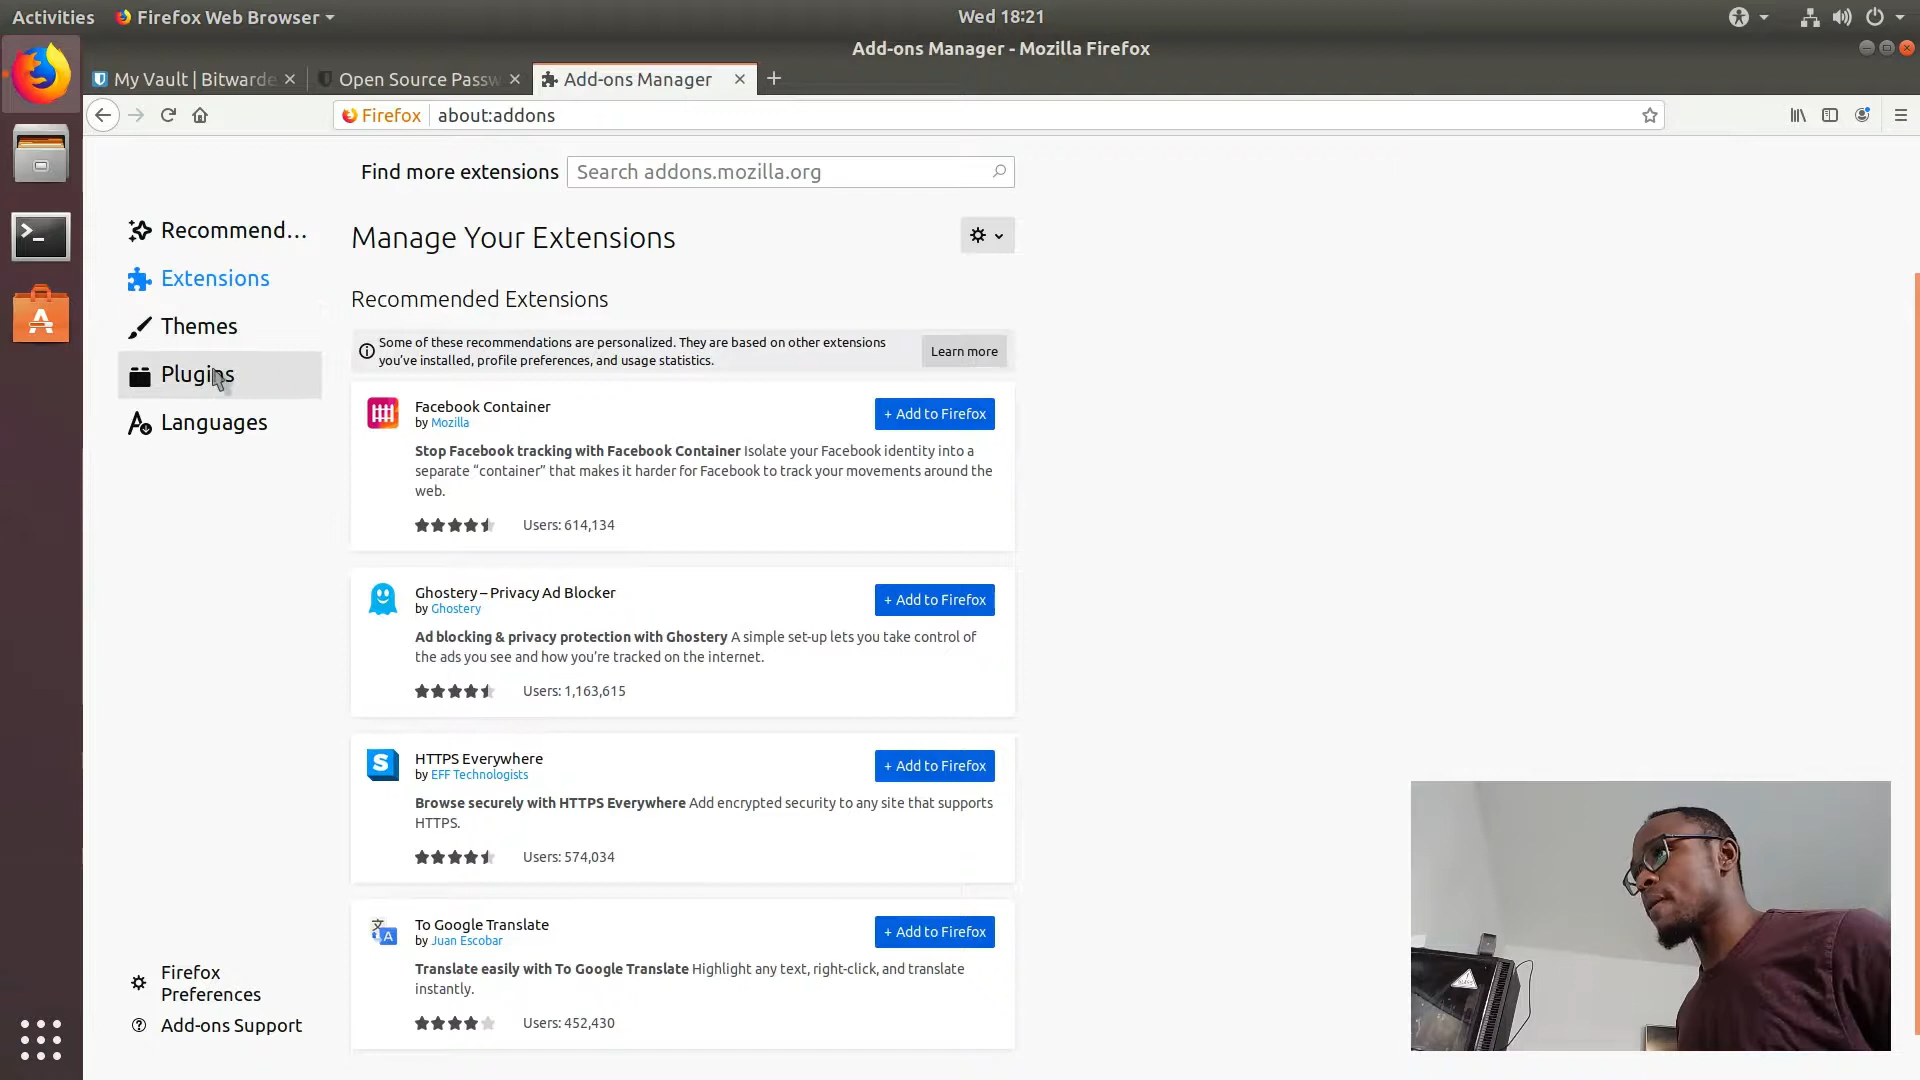 Activities
Firefox Web Browser
Wed 18:21
Add-ons Manager - Mozilla Firefox
My Vault | Bitwarde
Open Source Passw
Add-ons Manager
Firefox
about:addons
Find more extensions
Search addons.mozilla.org
Recommend...
Extensions
Themes
Plugins
Languages
Manage Your Extensions
Recommended Extensions
Some of these recommendations are personalized. They are based on other extensions
you've installed, profile preferences, and usage statistics.
Learn more
Facebook Container
by Mozilla
+ Add to Firefox
Stop Facebook tracking with Facebook Container Isolate your Facebook identity into a
separate “container” that makes it harder for Facebook to track your movements around the
web.
Users: 614,134
Ghostery – Privacy Ad Blocker
by Ghostery
+ Add to Firefox
Ad blocking & privacy protection with Ghostery A simple set-up lets you take control of
the ads you see and how you're tracked on the internet.
Users: 1,163,615
HTTPS Everywhere
by EFF Technologists
+ Add to Firefox
Browse securely with HTTPS Everywhere Add encrypted security to any site that supports
HTTPS.
Users: 574,034
To Google Translate
by Juan Escobar
+ Add to Firefox
Translate easily with To Google Translate Highlight any text, right-click, and translate
instantly.
Users: 452,430
Firefox
Preferences
Add-ons Support